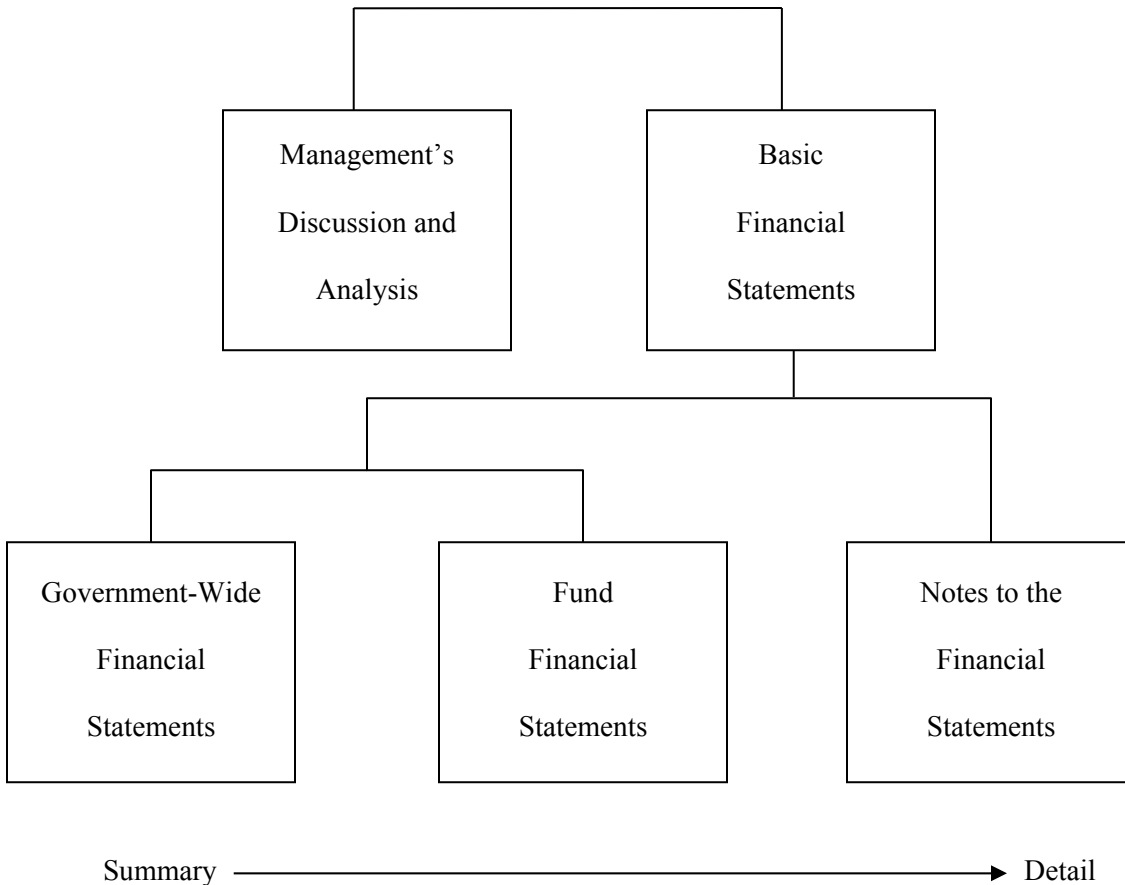 Management’s
Discussion and
Analysis
Basic
Financial
Statements
Government-Wide
Financial
Statements
Fund
Financial
Statements
Notes to the
Financial
Statements
Summary
Detail